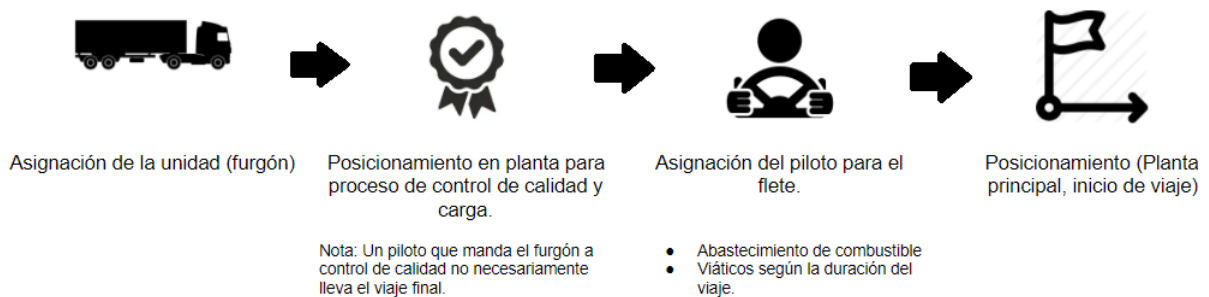 Asignación de la unidad (furgón)
Posicionamiento en planta para
proceso de control de calidad y
carga.
Nota: Un piloto que manda el furgón a
control de calidad no necesariamente
lleva el viaje final.
Asignación del piloto para el
flete.
● Abastecimiento de combustible
● Viáticos según la duración del
viaje.
Posicionamiento (Planta
principal, inicio de viaje)